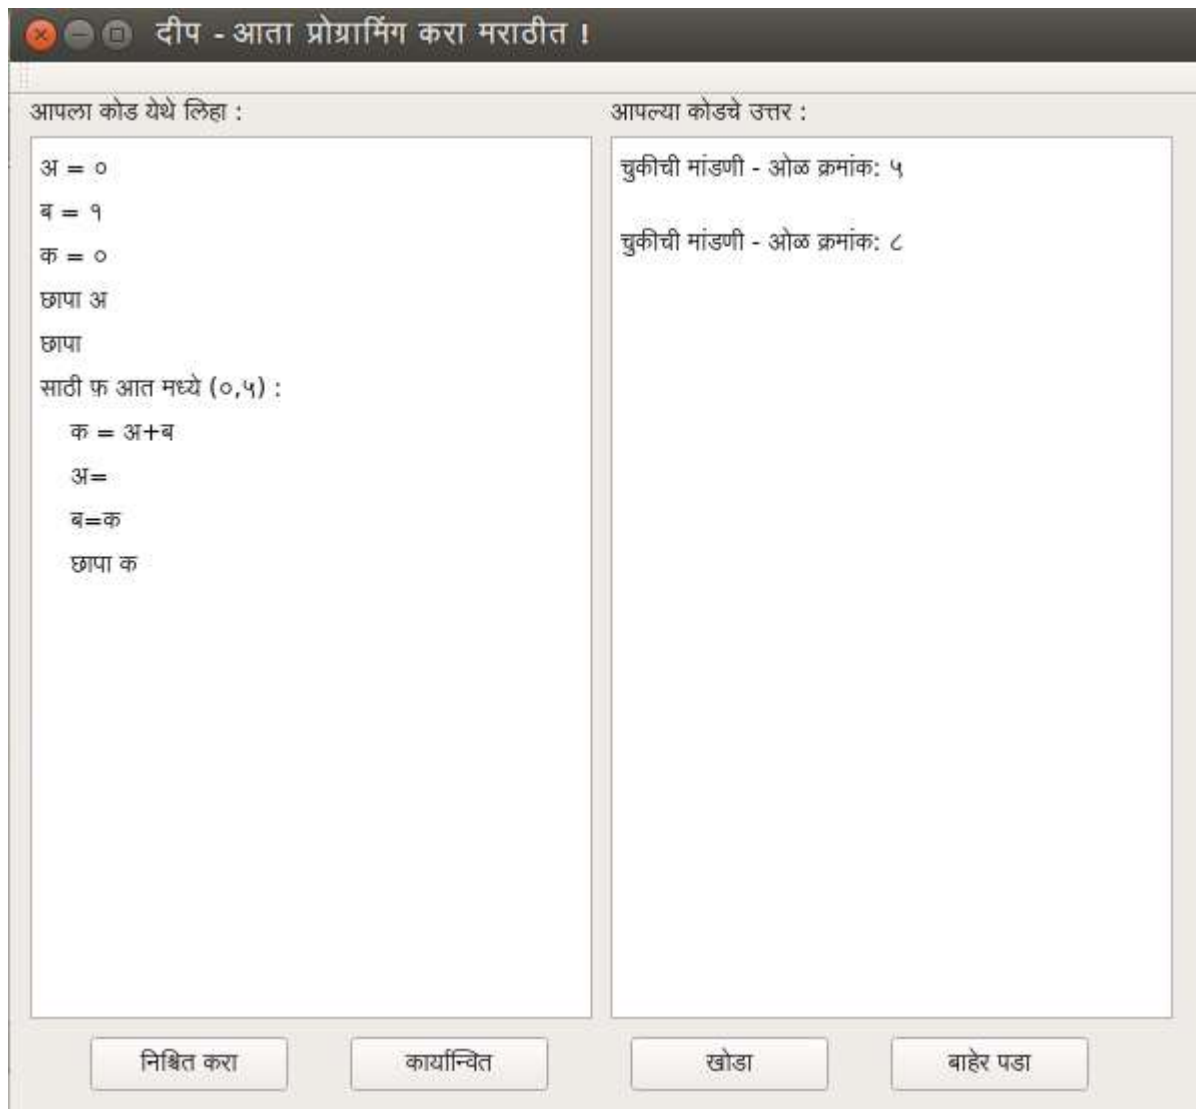 दीप - आता प्रोग्रामिंग करा मराठीत !
आपला कोड येथे लिहा :
अ = ०
ब = १
क = ०
छापा अ
छापा
साठी फ़ आत मध्ये (०,५) :
क = अ+ब
अ=
ब=क
छापा क
आपल्या कोडचे उत्तर :
चुकीची मांडणी - ओळ क्रमांक: ५
चुकीची मांडणी - ओळ क्रमांक: ८
निश्चित करा
कार्यान्वित
खोडा
बाहेर पडा